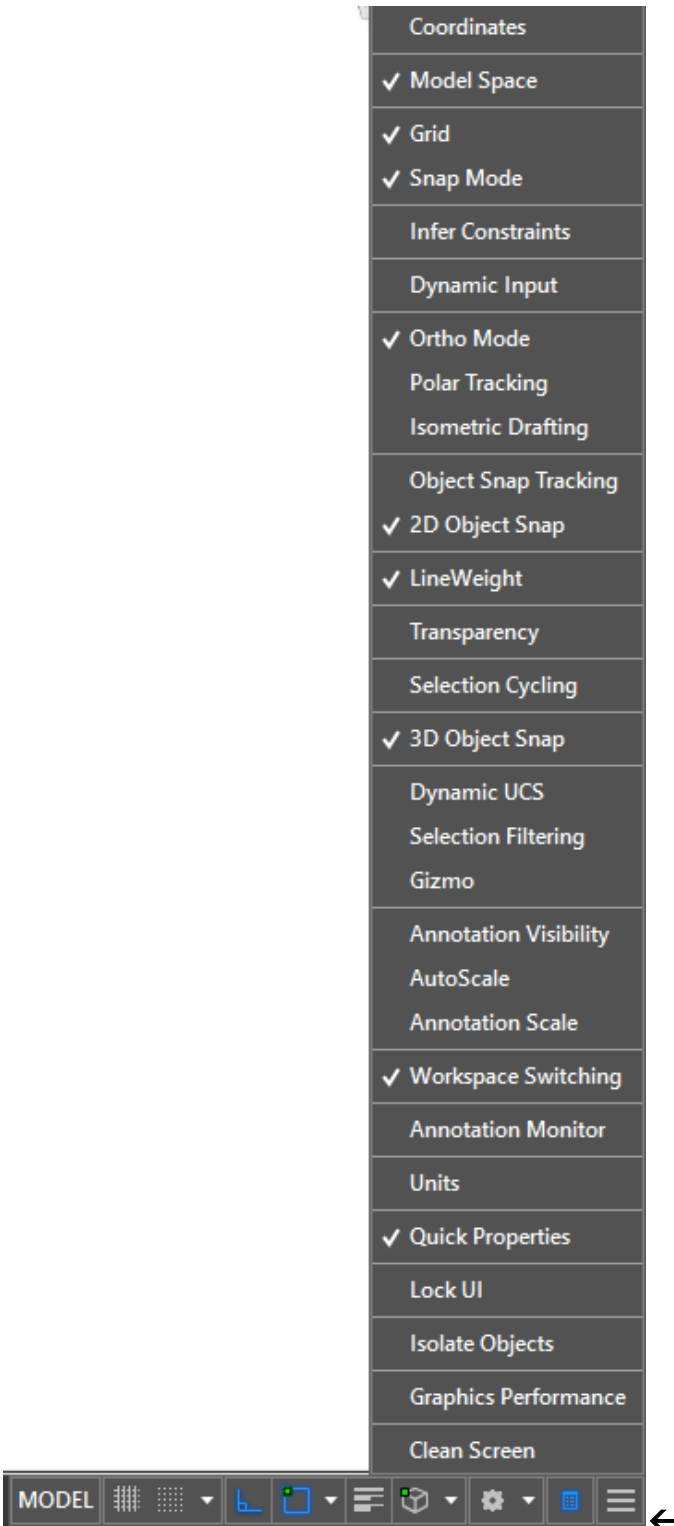 Coordinates
✓ Model Space
✓ Grid
✓ Snap Mode
Infer Constraints
Dynamic Input
✓ Ortho Mode
Polar Tracking
Isometric Drafting
Object Snap Tracking
✓ 2D Object Snap
✓ LineWeight
Transparency
Selection Cycling
✓ 3D Object Snap
Dynamic UCS
Selection Filtering
Gizmo
Annotation Visibility
AutoScale
Annotation Scale
✓ Workspace Switching
Annotation Monitor
Units
✓ Quick Properties
Lock UI
Isolate Objects
Graphics Performance
Clean Screen
MODEL